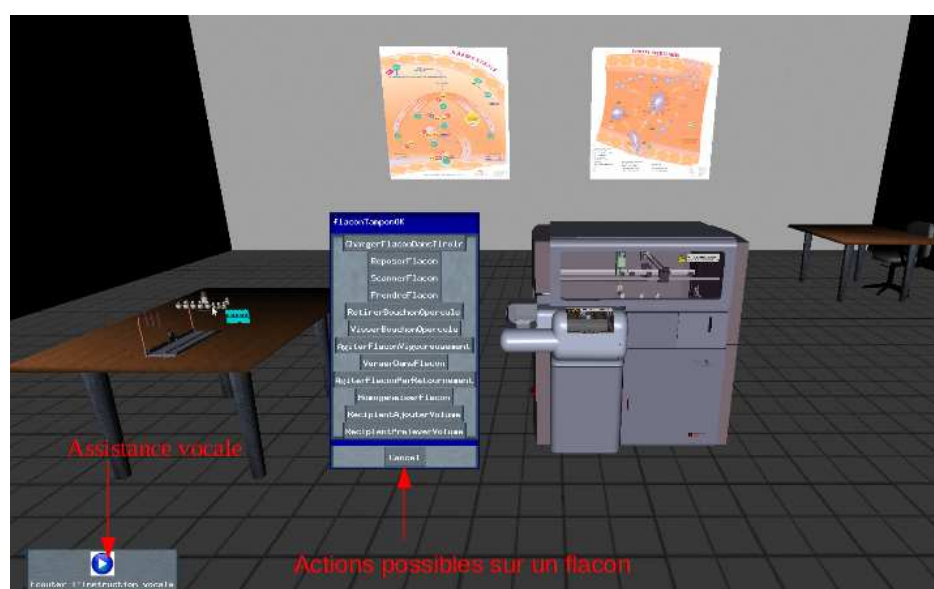 flaconTamponOK
ChargerFlaconDansTiroir
ReposerFlacon
ScannerFlacon
PrendreFlacon
RetirerBouchonOpercule
VisserBouchonOpercule
AgiterFlaconVigoureusement
VerserDansFlacon
AgiterFlaconParRetournement
HomogeneiserFlacon
RecipientAjouterVolume
RecipientPreleverVolume
Cancel
Assistance vocale
Actions possibles sur un flacon
Ecouter l'instruction vocale